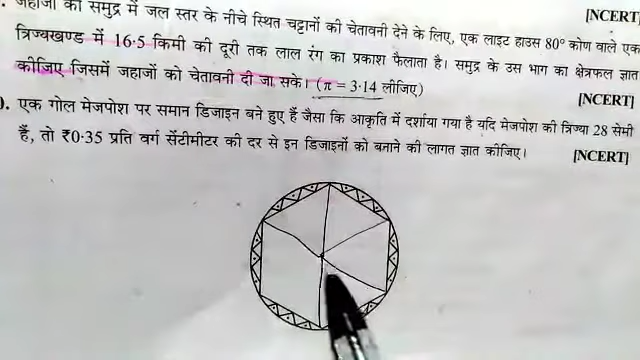 जहाजों को समुद्र में जल स्तर के नीचे स्थित चट्टानों की चेतावनी देने के लिए, एक लाइट हाउस 80° कोण वाले एक
[NCERT]
त्रिज्यखण्ड में 16·5 किमी की दूरी तक लाल रंग का प्रकाश फैलाता है। समुद्र के उस भाग का क्षेत्रफल ज्ञात
कीजिए जिसमें जहाजों को चेतावनी दी जा सके। (π = 3·14 लीजिए)
[NCERT]
). एक गोल मेजपोश पर समान डिजाइन बने हुए हैं जैसा कि आकृति में दर्शाया गया है यदि मेजपोश की त्रिज्या 28 सेमी
हैं, तो ₹0·35 प्रति वर्ग सेंटीमीटर की दर से इन डिजाइनों को बनाने की लागत ज्ञात कीजिए।
[NCERT]